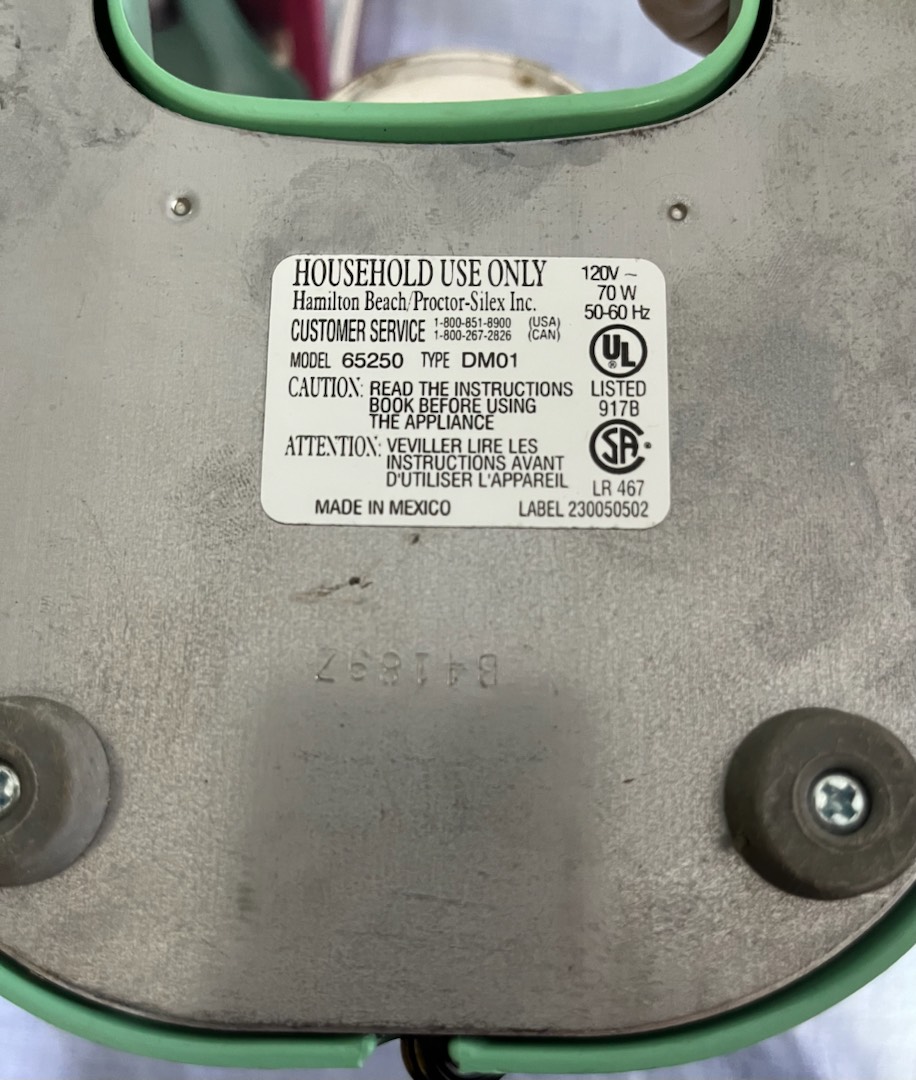 HOUSEHOLD USE ONLY
Hamilton Beach/Proctor-Silex Inc.
CUSTOMER SERVICE 1-800-851-8900 (USA)
1-800-267-2826 (CAN)
MODEL 65250 TYPE DM01
CAUTION: READ THE INSTRUCTIONS
BOOK BEFORE USING
THE APPLIANCE
ATTENTION: VEVILLER LIRE LES
INSTRUCTIONS AVANT
D'UTILISER L'APPAREIL
MADE IN MEXICO
120V ~
70 W
50-60 Hz
UL
®
LISTED
917B
SA
®
LR 467
LABEL 230050502